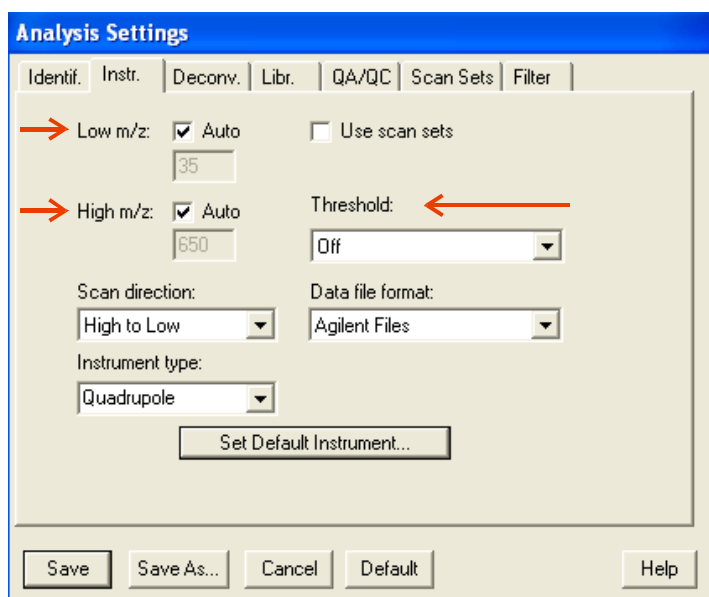 Analysis Settings
Identif. Instr. Deconv. Libr. QA/QC Scan Sets Filter
Low m/z: Auto Use scan sets
35
High m/z: Auto Threshold:
650 Off
Scan direction: Data file format:
High to Low Agilent Files
Instrument type:
Quadrupole
Set Default Instrument...
Save Save As... Cancel Default Help